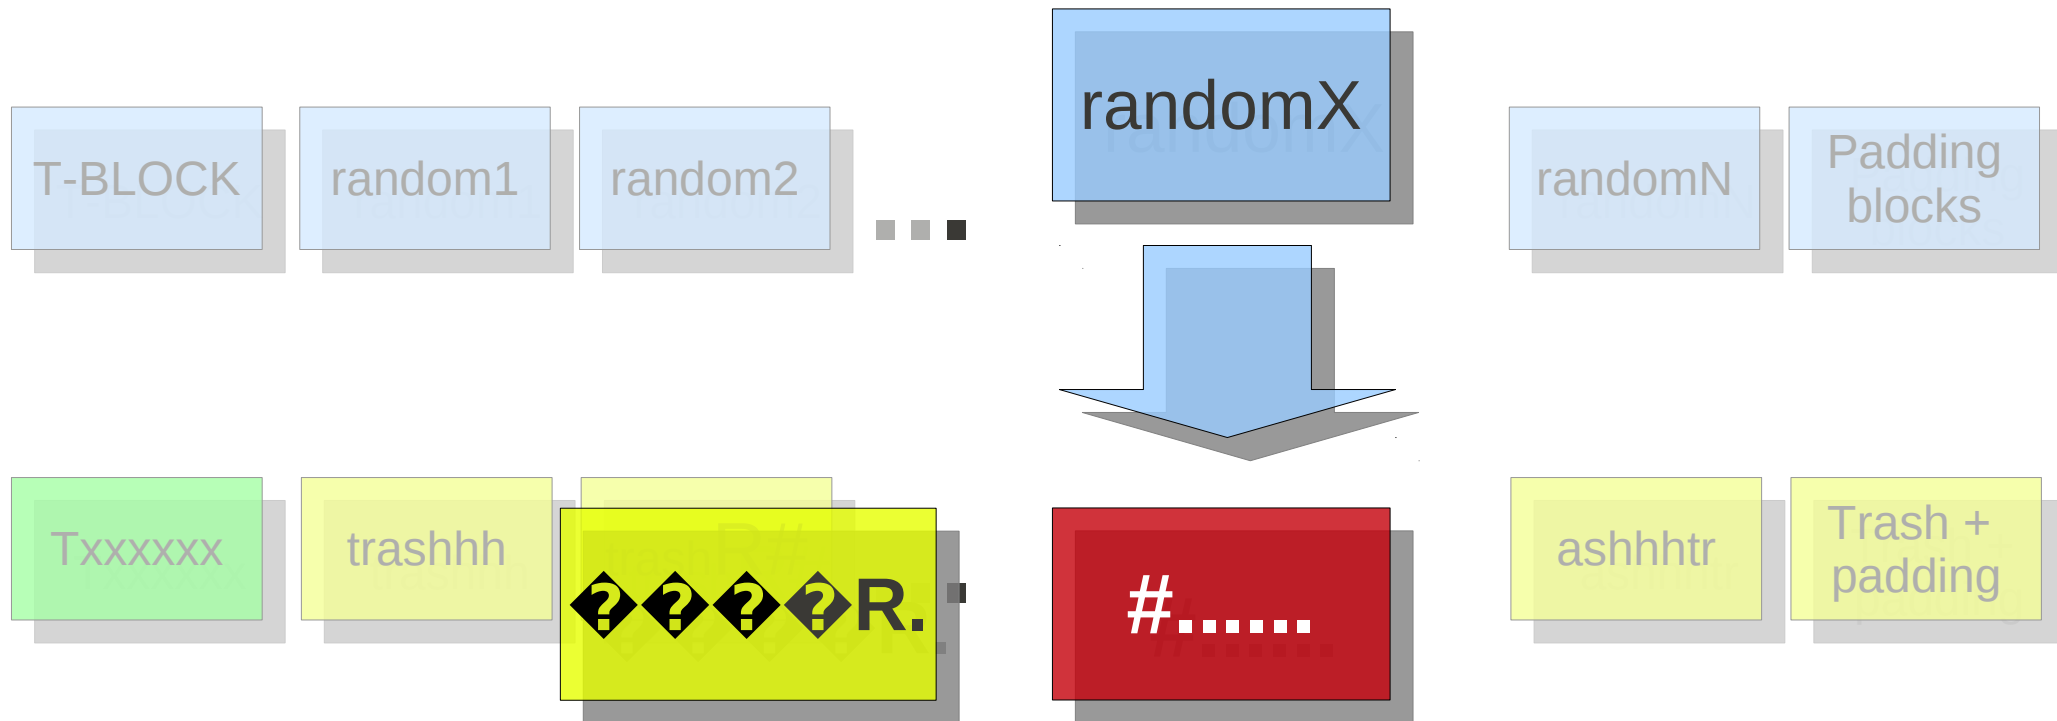 randomX
T-BLOCK
random1
random2
...
randomN
Padding
blocks
Txxxxxx
trashhh
����R.
#......
ashhhtr
Trash +
padding